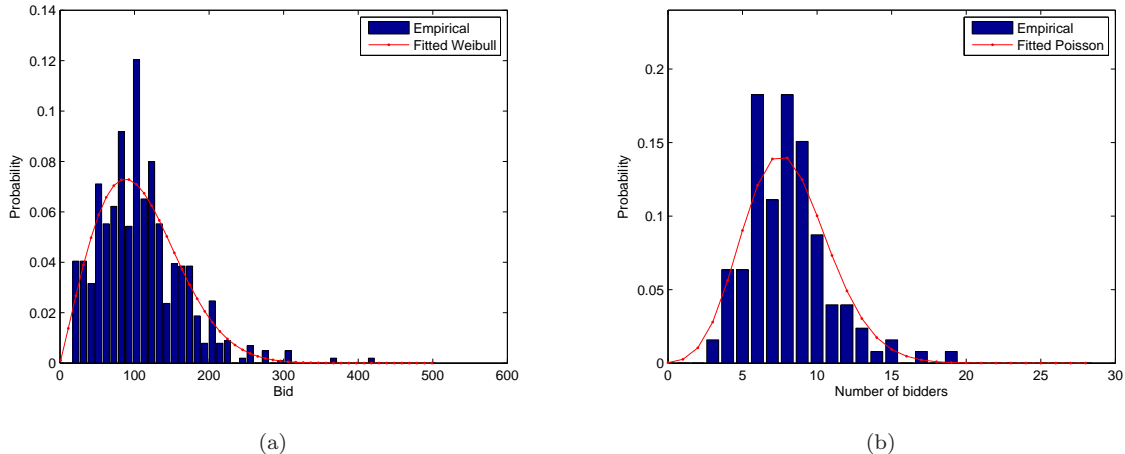 0.14
0.12
0.1
0.08
0.06
0.04
0.02
0
Probability
0 100 200 300 400 500 600
Bid
Empirical
Fitted Weibull
(a)
0.2
0.15
0.1
0.05
0
Probability
0 5 10 15 20 25 30
Number of bidders
Empirical
Fitted Poisson
(b)